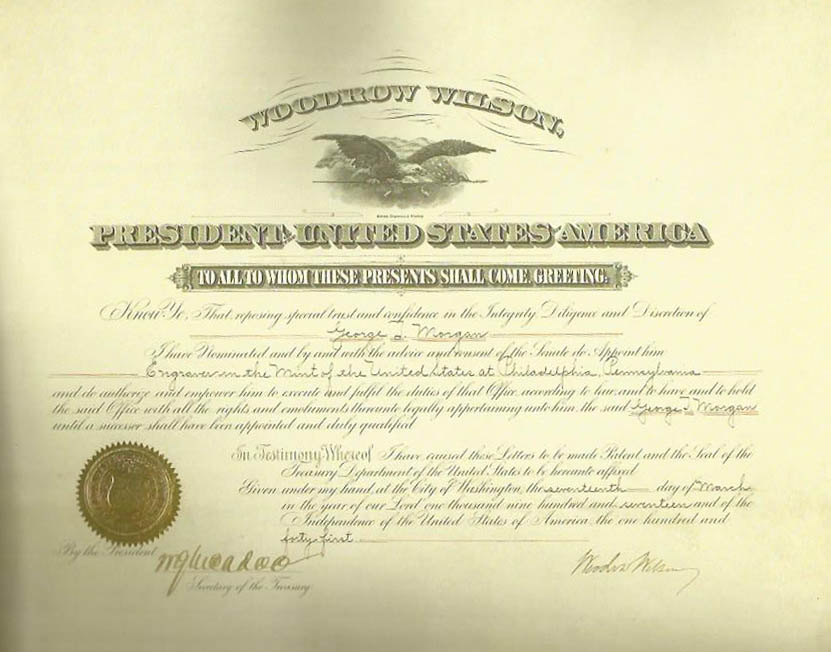 WOODROW WILSON,
PRESIDENT OF THE UNITED STATES OF AMERICA
TO ALL TO WHOM THESE PRESENTS SHALL COME, GREETING:
Know Ye, That, reposing special trust and confidence in the Integrity Diligence and Discretion of
George T. Morgan
I have Nominated and by and with the advice and consent of the Senate do Appoint him
Engraver in the Mint of the United States at Philadelphia, Pennsylvania
and do authorize and empower him to execute and fulfil the duties of that Office according to law, and to have and to hold
the said Office with all the rights and emoluments thereunto legally appertaining unto him, the said George T. Morgan
until a successor shall have been appointed and duly qualified
In Testimony Whereof I have caused these Letters to be made Patent and the Seal of the
Treasury Department of the United States to be hereunto affixed
Given under my hand, at the City of Washington, the seventeenth day of March
in the year of our Lord one thousand nine hundred and seventeen and of the
Independence of the United States of America the one hundred and
forty-first.
By the President
W G McAdoo
Secretary of the Treasury
Woodrow Wilson